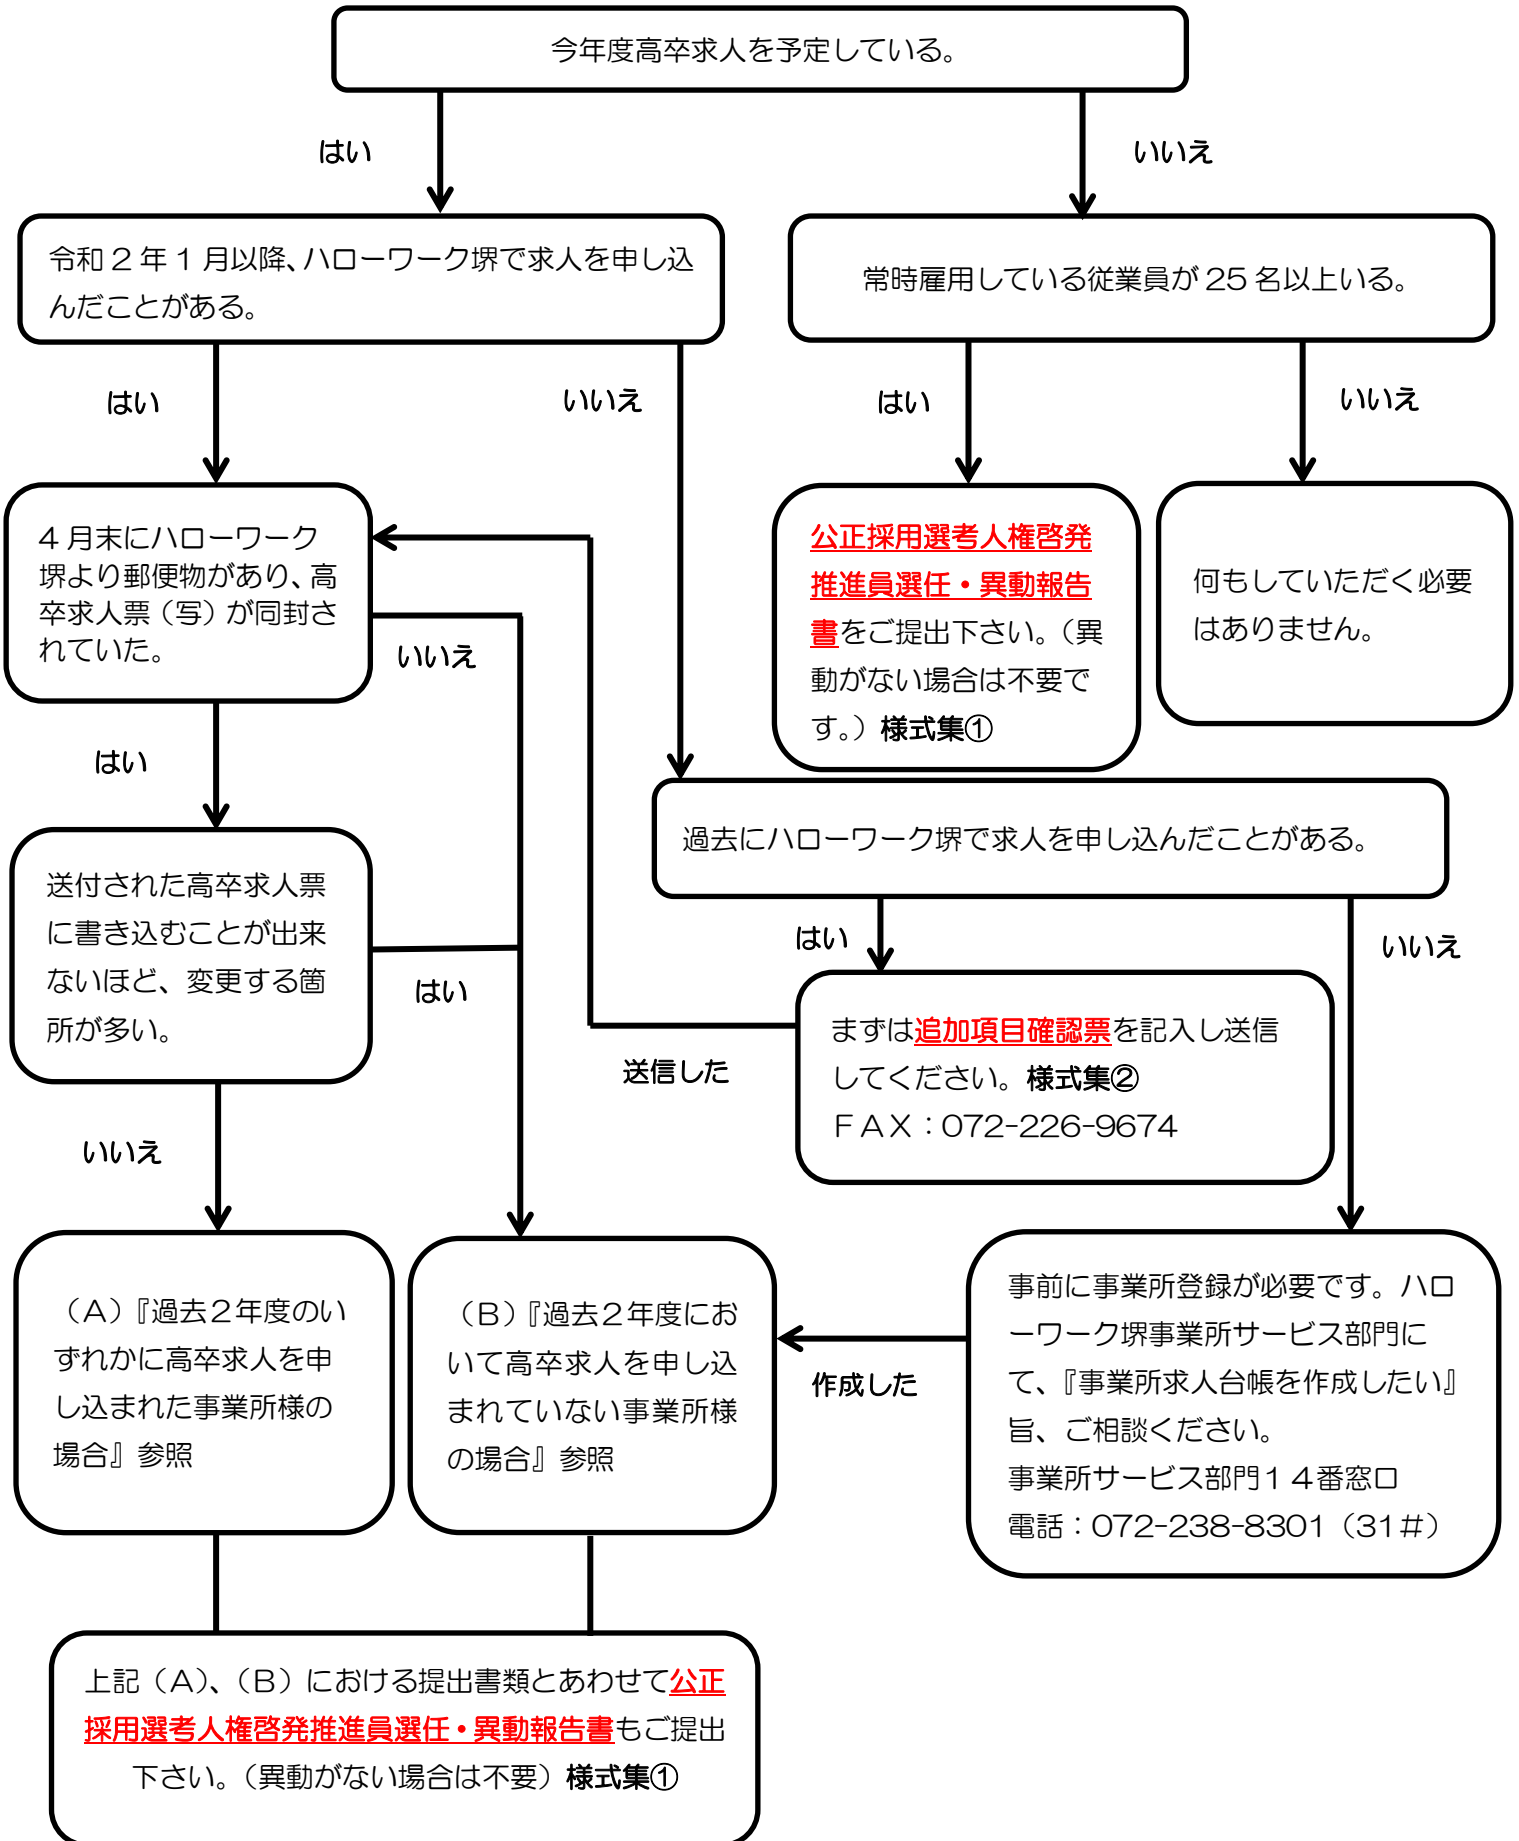 今年度高卒求人を予定している。
はい
いいえ
令和２年１月以降、ハローワーク堺で求人を申し込
んだことがある。
常時雇用している従業員が25名以上いる。
はい
いいえ
はい
いいえ
４月末にハローワーク
堺より郵便物があり、高
卒求人票（写）が同封さ
れていた。
いいえ
公正採用選考人権啓発
推進員選任・異動報告
書をご提出下さい。（異
動がない場合は不要で
す。）様式集①
何もしていただく必要
はありません。
はい
過去にハローワーク堺で求人を申し込んだことがある。
送付された高卒求人票
に書き込むことが出来
ないほど、変更する箇
所が多い。
はい
はい
いいえ
まずは追加項目確認票を記入し送信
してください。様式集②
ＦＡＸ：072-226-9674
送信した
いいえ
（Ａ）『過去２年度のい
ずれかに高卒求人を申
し込まれた事業所様の
場合』参照
（Ｂ）『過去２年度にお
いて高卒求人を申し込
まれていない事業所様
の場合』参照
作成した
事前に事業所登録が必要です。ハロ
ーワーク堺事業所サービス部門に
て、『事業所求人台帳を作成したい』
旨、ご相談ください。
事業所サービス部門１４番窓口
電話：072-238-8301（31＃）
上記（Ａ）、（Ｂ）における提出書類とあわせて公正
採用選考人権啓発推進員選任・異動報告書もご提出
下さい。（異動がない場合は不要）様式集①